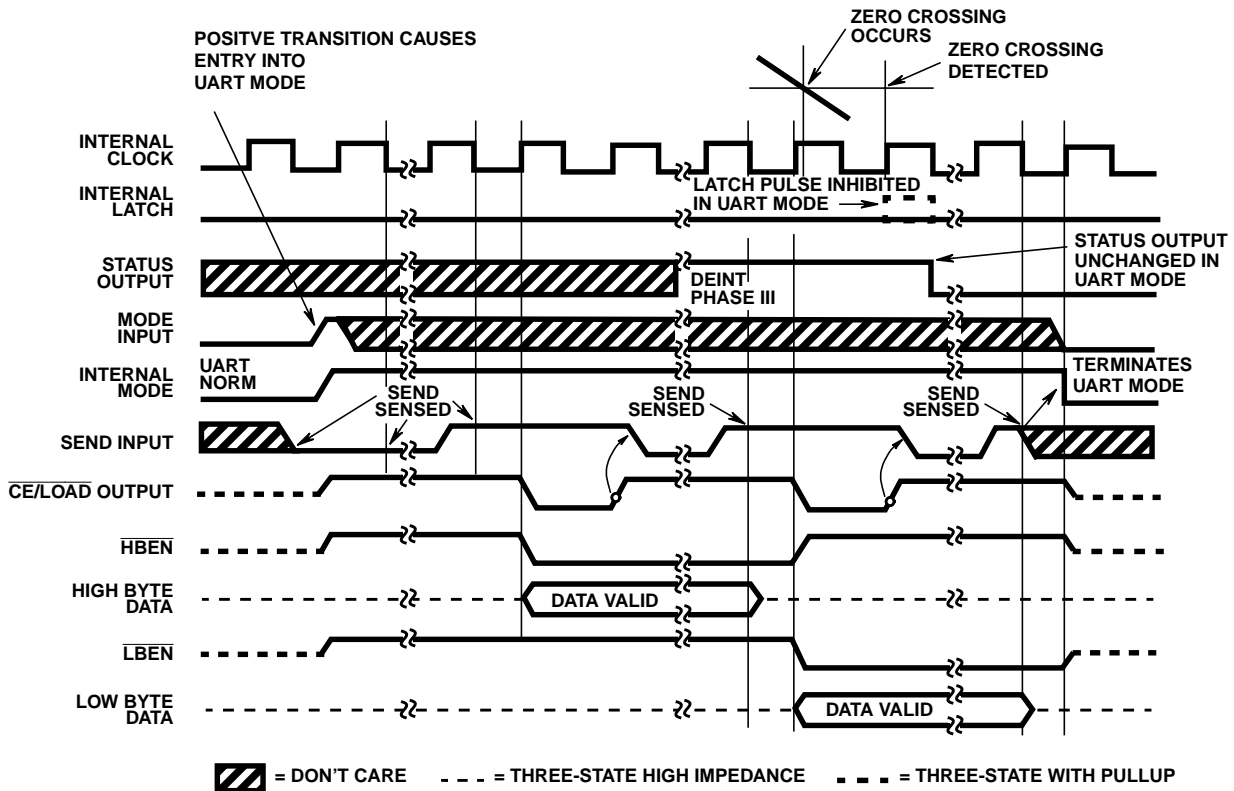 ZERO CROSSING
OCCURS
POSITVE TRANSITION CAUSES
ENTRY INTO
UART MODE
ZERO CROSSING
DETECTED
INTERNAL
CLOCK
LATCH PULSE INHIBITED
IN UART MODE
INTERNAL
LATCH
STATUS
OUTPUT
DEINT
PHASE III
STATUS OUTPUT
UNCHANGED IN
UART MODE
MODE
INPUT
INTERNAL
MODE
UART
NORM
TERMINATES
UART MODE
SEND
SENSED
SEND
SENSED
SEND
SENSED
SEND INPUT
CE/LOAD OUTPUT
HBEN
HIGH BYTE
DATA
DATA VALID
LBEN
LOW BYTE
DATA
DATA VALID
= DON'T CARE
= THREE-STATE HIGH IMPEDANCE
= THREE-STATE WITH PULLUP